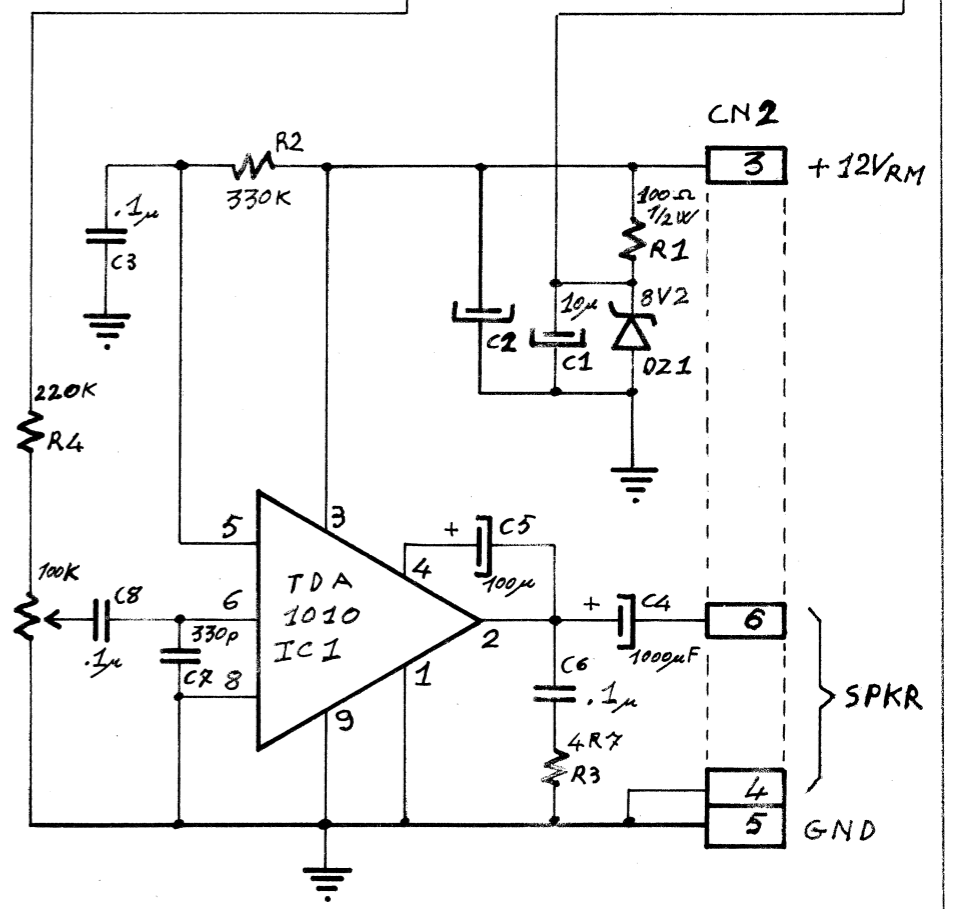 CN2
3
+12VRM
R2
330K
.1µ
C3
100Ω
1/2W
R1
8V2
10µ
C2
C1
DZ1
220K
R4
5
3
+
C5
4
100µ
100K
C8
6
TDA
1010
IC1
330p
.1µ
C7
8
2
+
C4
1000µF
6
1
C6
.1µ
9
4R7
R3
SPKR
4
5
GND